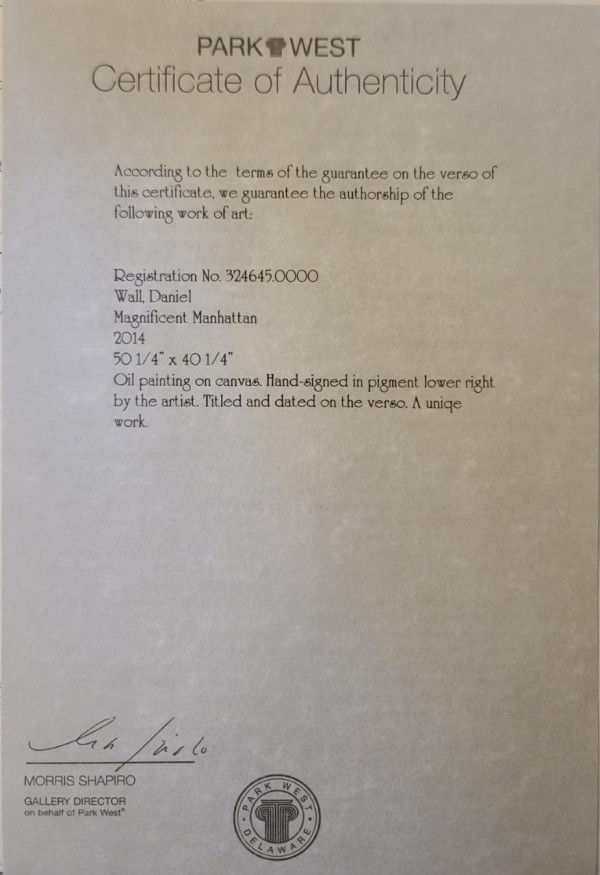 PARK WEST
Certificate of Authenticity
According to the terms of the guarantee on the verso of
this certificate, we guarantee the authorship of the
following work of art:
Registration No. 324645.0000
Wall, Daniel
Magnificent Manhattan
2014
50 1/4" x 40 1/4"
Oil painting on canvas. Hand-signed in pigment lower right
by the artist. Titled and dated on the verso. A uniqe
work.
MORRIS SHAPIRO
GALLERY DIRECTOR
on behalf of Park West®
PARK WEST
DELAWARE